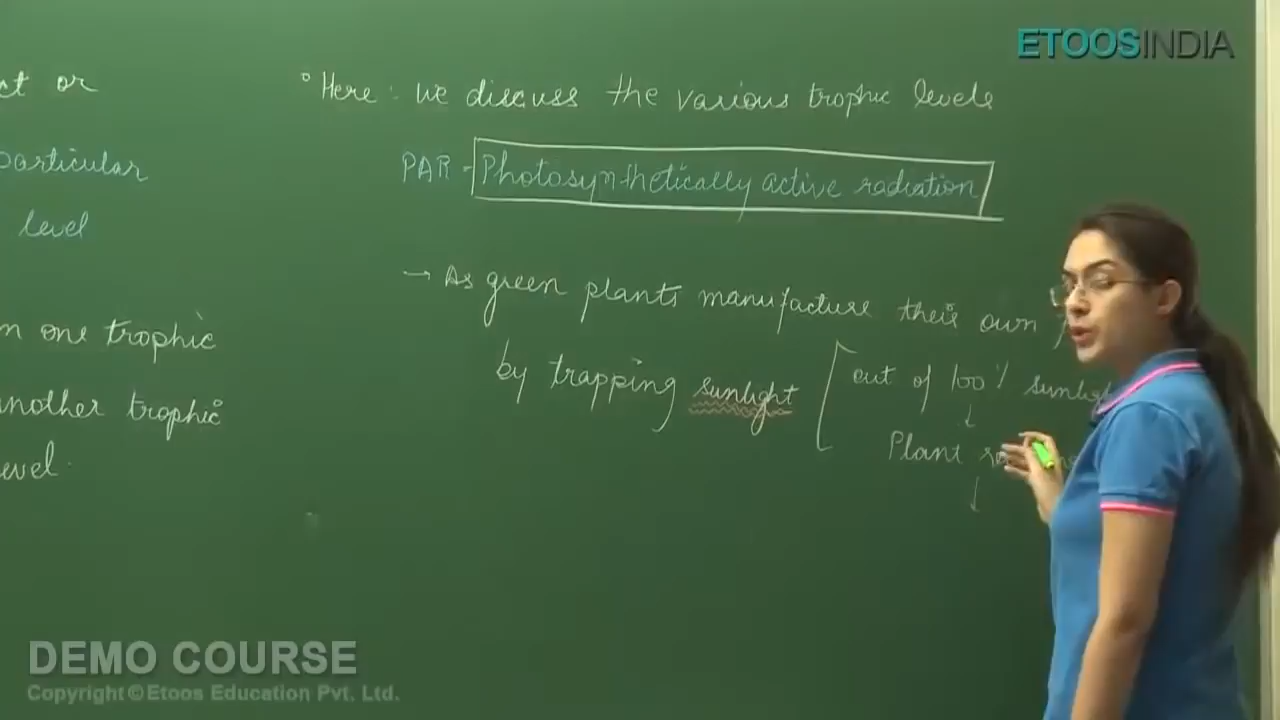 ETOOSINDIA
ct or
particular
level
n one trophic
another trophic
evel.
Here: we discuss the various trophic levels
PAR - Photosynthetically active radiation
→ As green plants manufacture their own
by trapping sunlight
out of 100% sunligh
↓
Plant
↓
DEMO COURSE
Copyright © Etoos Education Pvt. Ltd.